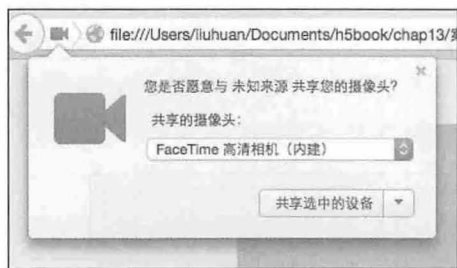 file:///Users/liuhuan/Documents/h5book/chap13/
您是否愿意与 未知来源 共享您的摄像头?
共享的摄像头:
FaceTime 高清相机（内建）
共享选中的设备